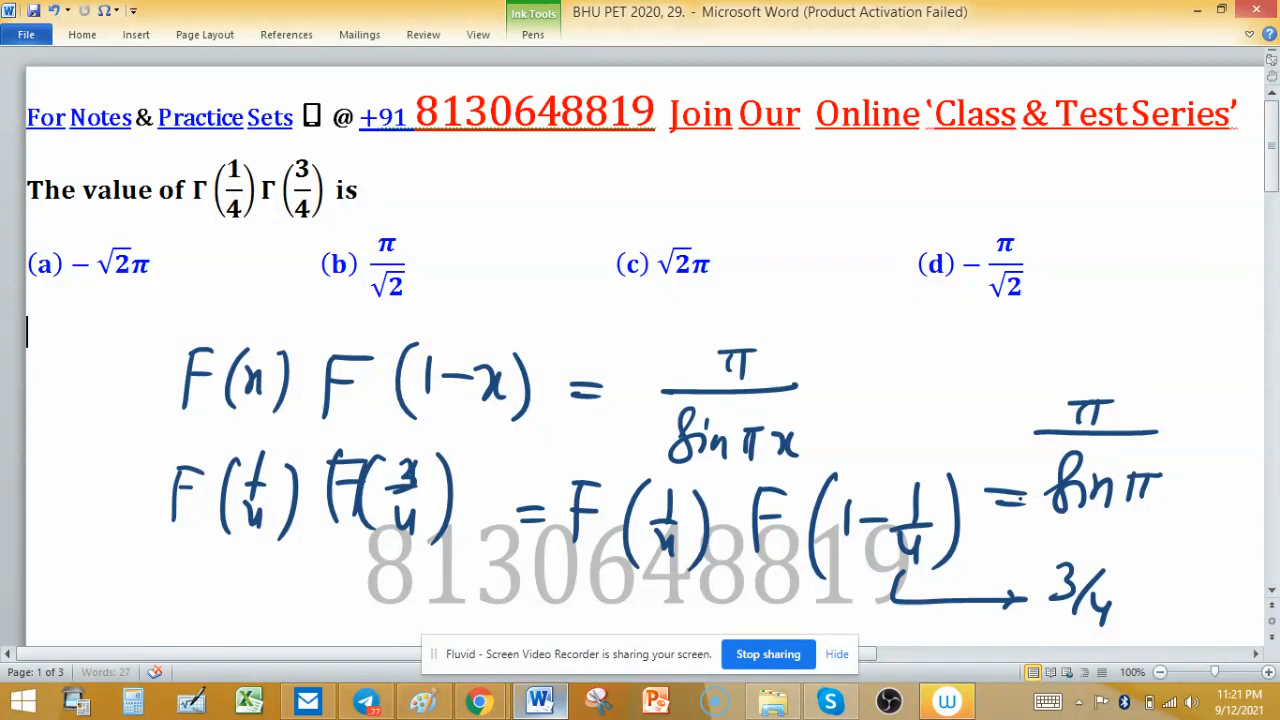 Ink Tools
BHU PET 2020, 29. - Microsoft Word (Product Activation Failed)
File Home Insert Page Layout References Mailings Review View Pens
For Notes & Practice Sets @ +91 8130648819 Join Our Online 'Class & Test Series'
The value of Γ(1/4) Γ(3/4) is
(a) − √2π (b) π/√2 (c) √2π (d) − π/√2
Γ(x) Γ(1−x) = π / sin πx
Γ(1/4) Γ(3/4) = Γ(1/4) Γ(1−1/4) = π / sin π
3/4
8130648819
Fluvid - Screen Video Recorder is sharing your screen. Stop sharing Hide
Page: 1 of 3 Words: 27 100%
77
11:21 PM
9/12/2021